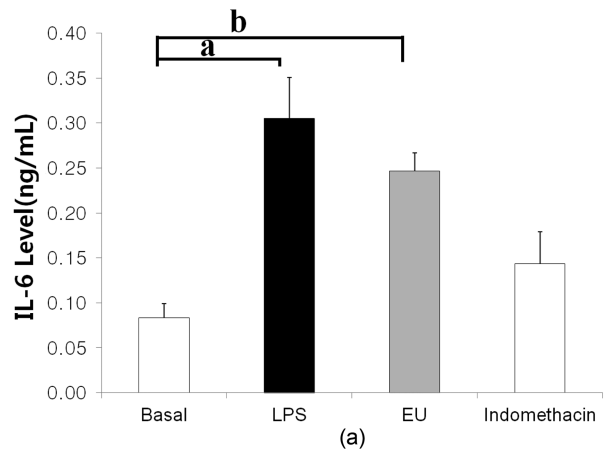 b
a
0.40
0.35
0.30
0.25
0.20
0.15
0.10
0.05
0.00
IL-6 Level(ng/mL)
Basal LPS EU Indomethacin
(a)